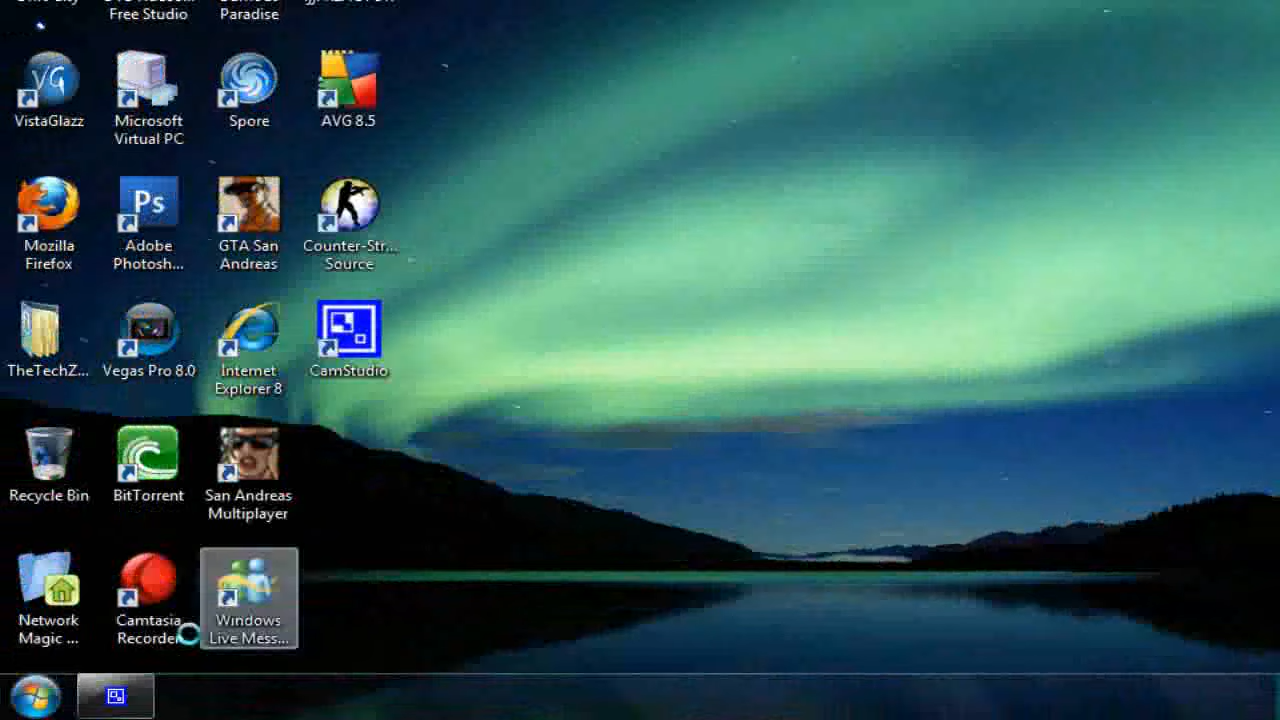 Free Studio
Paradise
VistaGlazz
Microsoft
Virtual PC
Spore
AVG 8.5
Mozilla
Firefox
Ps
Adobe
Photosh...
GTA San
Andreas
Counter-Str...
Source
TheTechZ...
Vegas Pro 8.0
Internet
Explorer 8
CamStudio
Recycle Bin
BitTorrent
San Andreas
Multiplayer
Network
Magic ...
Camtasia
Recorder
Windows
Live Mess...